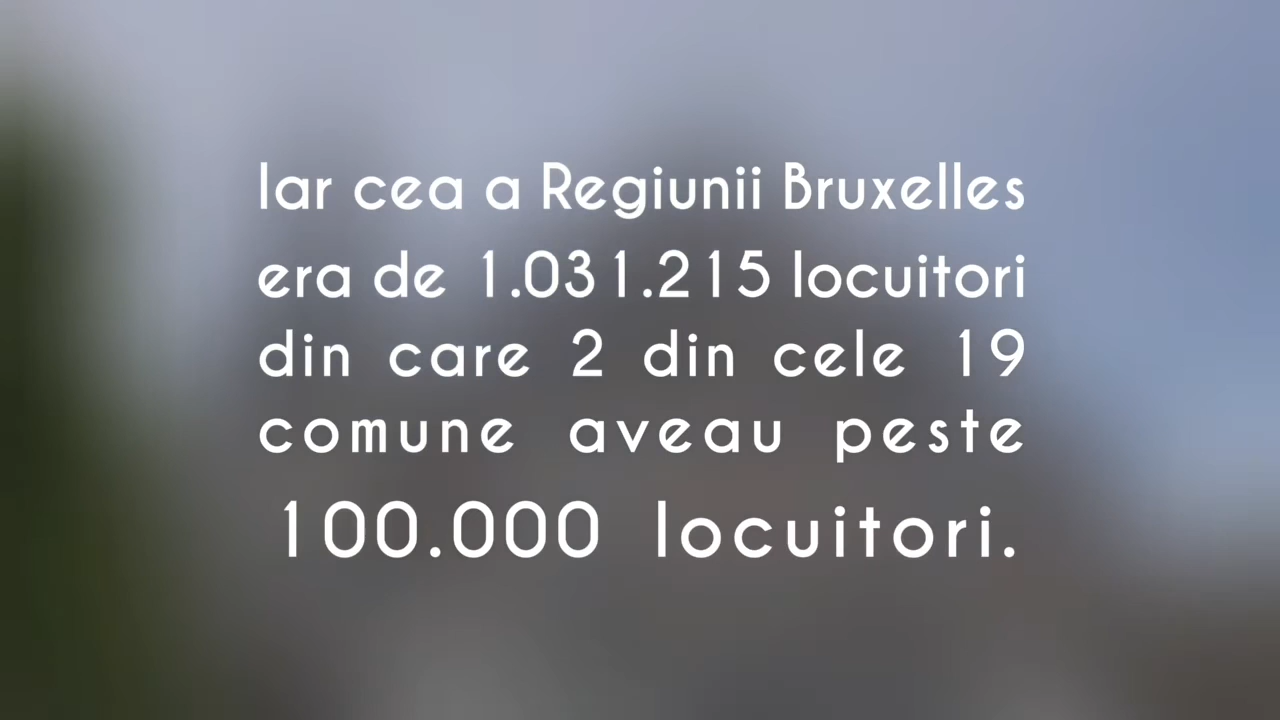 Iar cea a Regiunii Bruxelles
era de 1.031.215 locuitori
din care 2 din cele 19
comune aveau peste
100.000 locuitori.